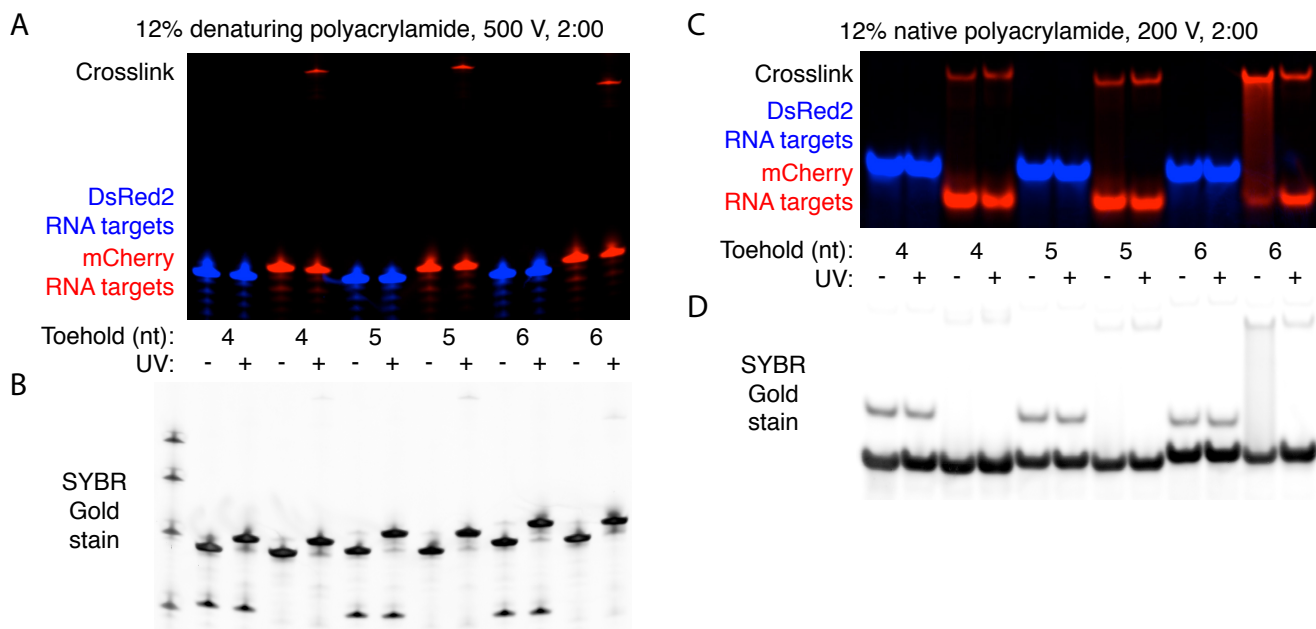 A
12% denaturing polyacrylamide, 500 V, 2:00
Crosslink
DsRed2
RNA targets
mCherry
RNA targets
Toehold (nt):
4 4 5 5 6 6
UV:
- + - + - + - + - + - +
B
SYBR
Gold
stain
C
12% native polyacrylamide, 200 V, 2:00
Crosslink
DsRed2
RNA targets
mCherry
RNA targets
Toehold (nt):
4 4 5 5 6 6
UV:
- + - + - + - + - + - +
D
SYBR
Gold
stain